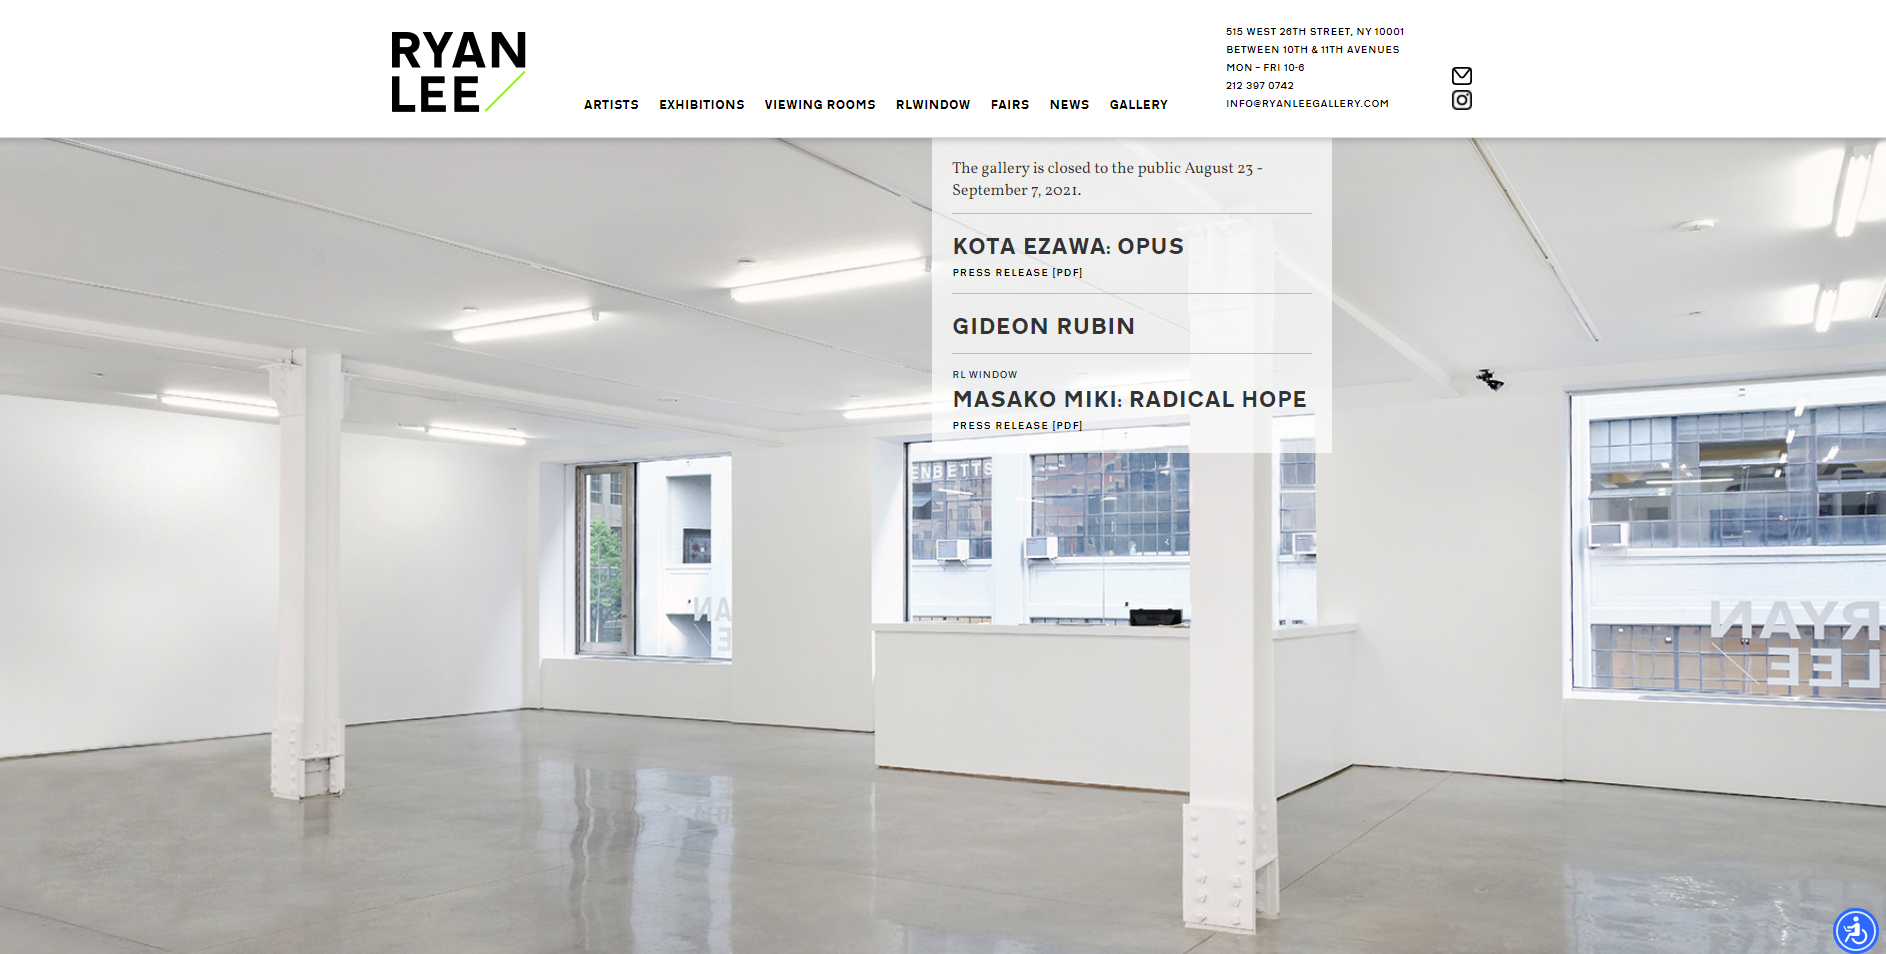 RYAN
LEE
ARTISTS EXHIBITIONS VIEWING ROOMS RLWINDOW FAIRS NEWS GALLERY
515 WEST 26TH STREET, NY 10001
BETWEEN 10TH & 11TH AVENUES
MON – FRI 10-6
212 397 0742
INFO@RYANLEEGALLERY.COM
The gallery is closed to the public August 23 -
September 7, 2021.
KOTA EZAWA: OPUS
PRESS RELEASE [PDF]
GIDEON RUBIN
RL WINDOW
MASAKO MIKI: RADICAL HOPE
PRESS RELEASE [PDF]
ENBETTS
RYAN
LEE